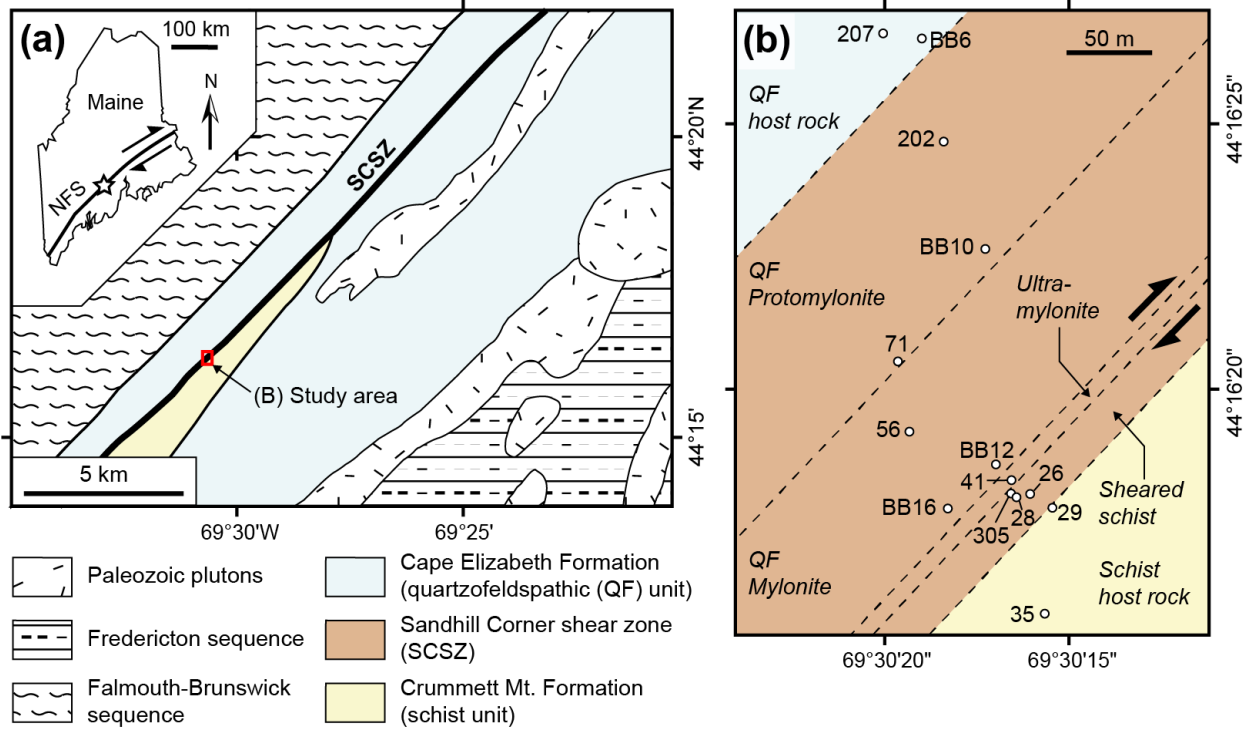 (a)
100 km
N
Maine
NFS
SCSZ
44°20'N
(B) Study area
44°15'
5 km
69°30'W
69°25'
(b)
207
BB6
50 m
QF
host rock
202
44°16'25"
BB10
QF
Protomylonite
Ultra-
mylonite
71
44°16'20"
56
BB12
41
26
BB16
305
28
29
Sheared
schist
QF
Mylonite
Schist
host rock
35
69°30'20"
69°30'15"
Paleozoic plutons
Fredericton sequence
Falmouth-Brunswick
sequence
Cape Elizabeth Formation
(quartzofeldspathic (QF) unit)
Sandhill Corner shear zone
(SCSZ)
Crummett Mt. Formation
(schist unit)